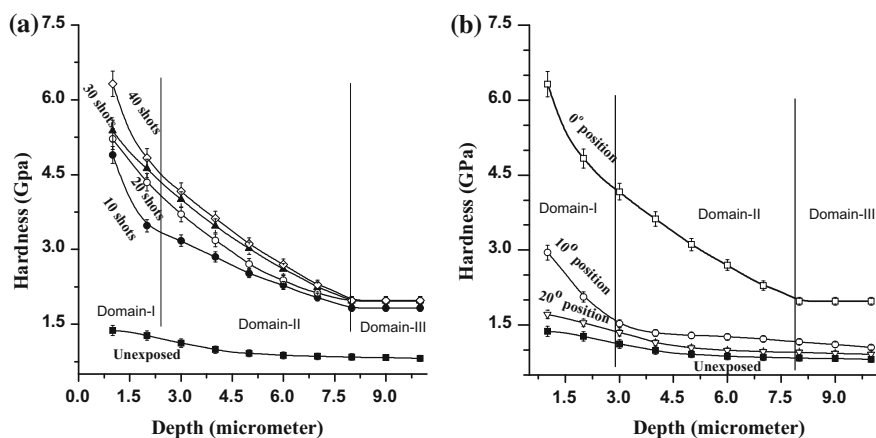 (a)
7.5
6.0
4.5
3.0
1.5
Hardness (Gpa)
40 shots
30 shots
20 shots
10 shots
Domain-I
Domain-II
Domain-III
Unexposed
0.0 1.5 3.0 4.5 6.0 7.5 9.0
Depth (micrometer)
(b)
7.5
6.0
4.5
3.0
1.5
Hardness (GPa)
0° position
Domain-I
Domain-II
Domain-III
10° position
20° position
Unexposed
1.5 3.0 4.5 6.0 7.5 9.0
Depth (micrometer)